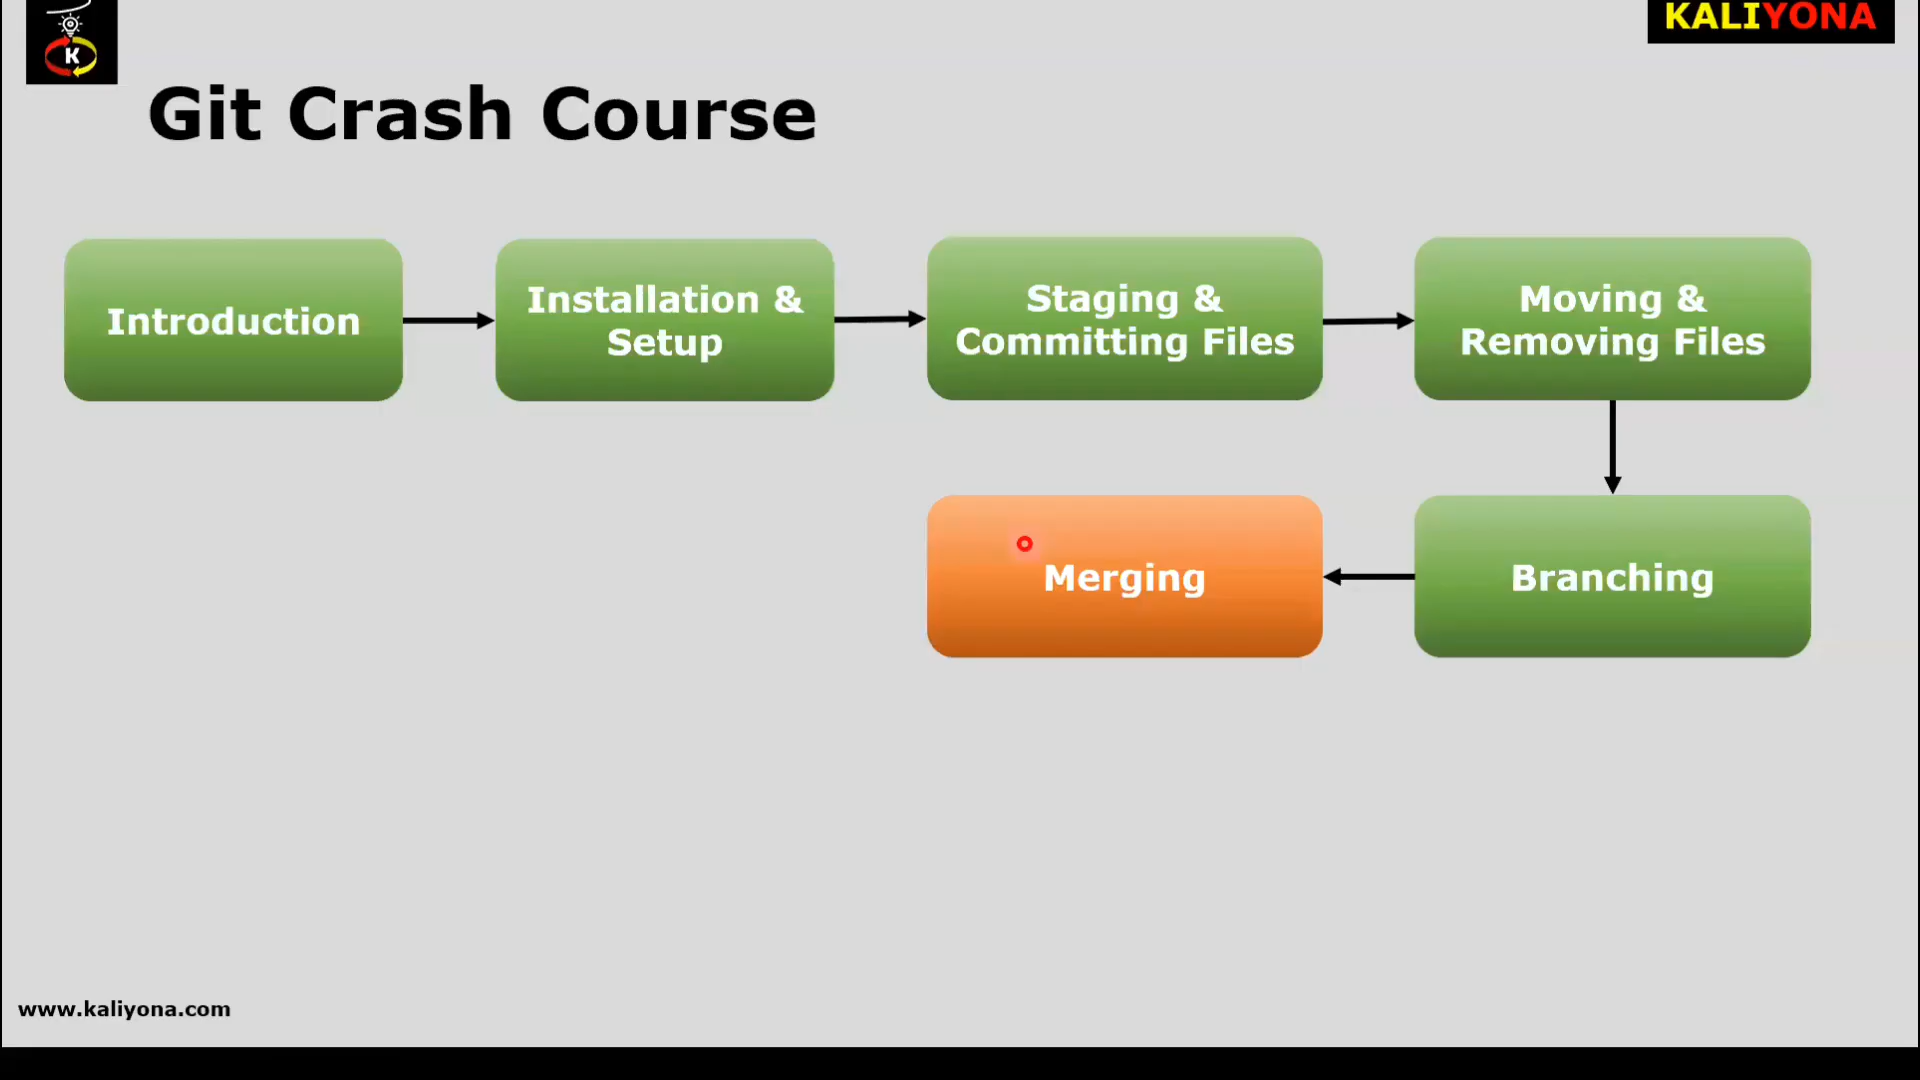 K
KALIYONA
Git Crash Course
Introduction
Installation &
Setup
Staging &
Committing Files
Moving &
Removing Files
Merging
Branching
www.kaliyona.com